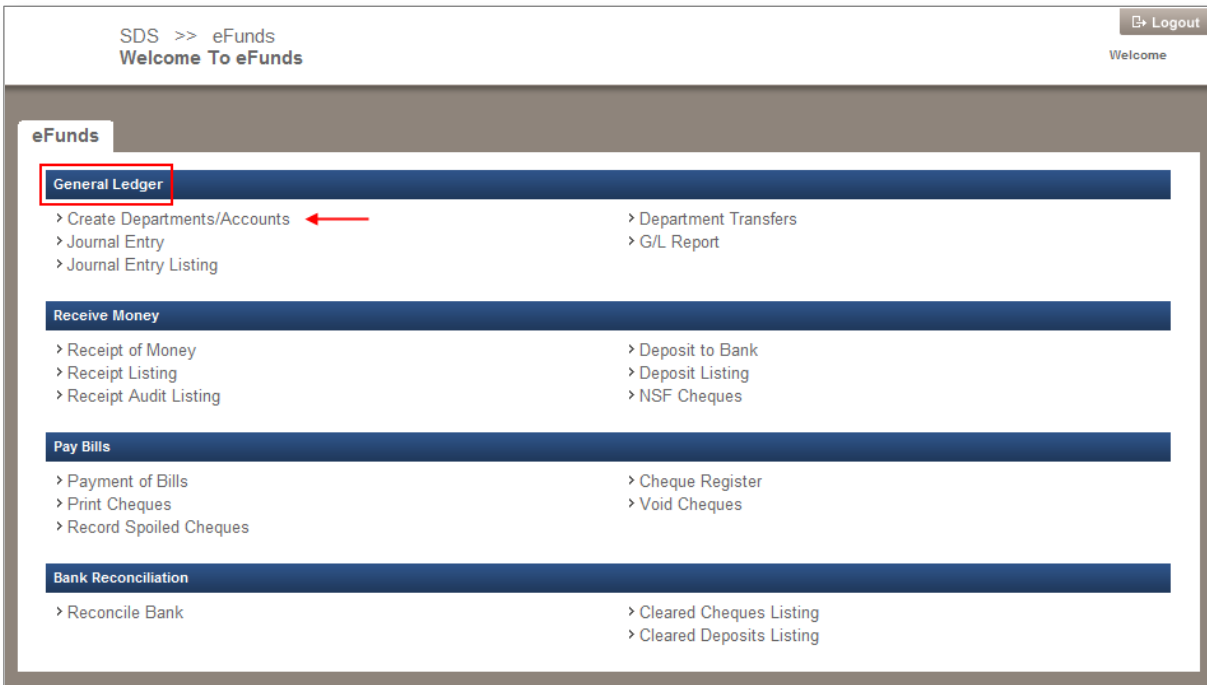 Logout
SDS >> eFunds
Welcome To eFunds
Welcome
eFunds
General Ledger
Create Departments/Accounts
Journal Entry
Journal Entry Listing
Department Transfers
G/L Report
Receive Money
Receipt of Money
Receipt Listing
Receipt Audit Listing
Deposit to Bank
Deposit Listing
NSF Cheques
Pay Bills
Payment of Bills
Print Cheques
Record Spoiled Cheques
Cheque Register
Void Cheques
Bank Reconciliation
Reconcile Bank
Cleared Cheques Listing
Cleared Deposits Listing